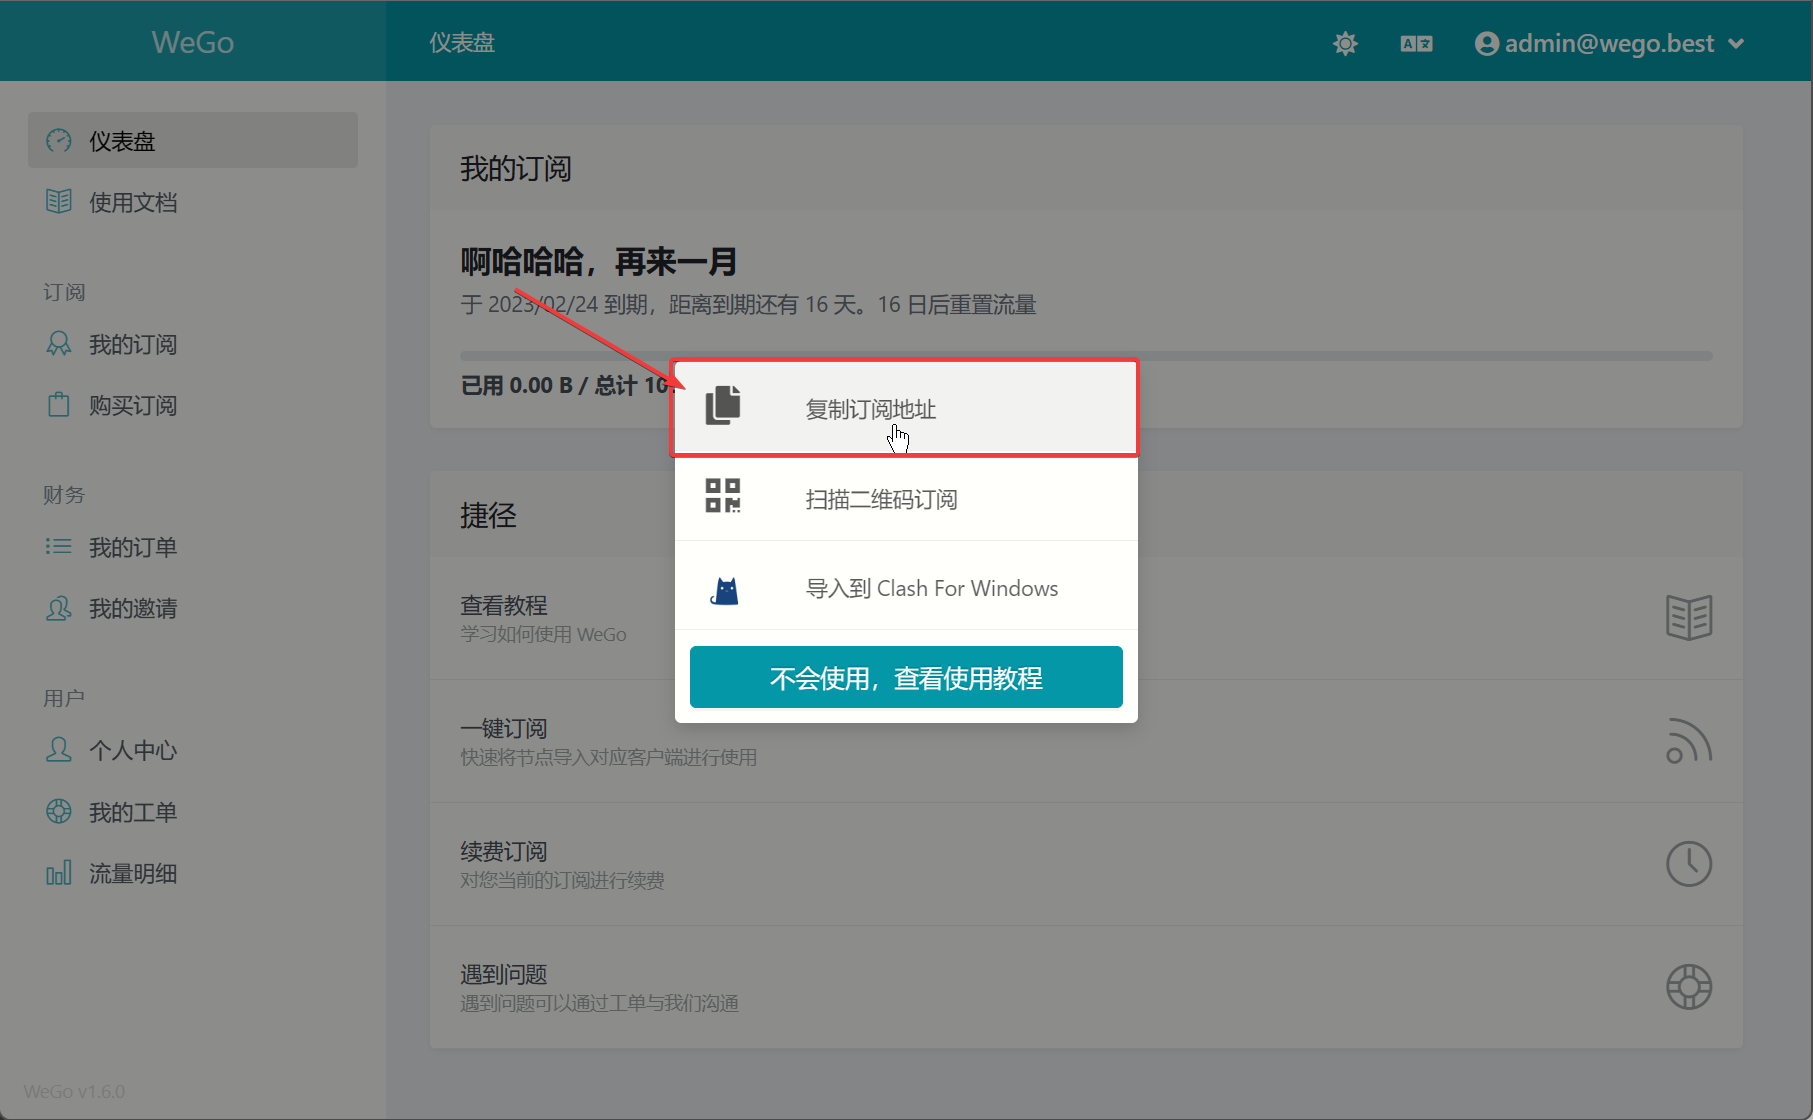 WeGo
仪表盘
admin@wego.best
仪表盘
使用文档
订阅
我的订阅
购买订阅
财务
我的订单
我的邀请
用户
个人中心
我的工单
流量明细
WeGo v1.6.0
我的订阅
啊哈哈哈，再来一月
于 2023/02/24 到期，距离到期还有 16 天。16 日后重置流量
已用 0.00 B / 总计
捷径
查看教程
学习如何使用 WeGo
一键订阅
快速将节点导入对应客户端进行使用
续费订阅
对您当前的订阅进行续费
遇到问题
遇到问题可以通过工单与我们沟通
复制订阅地址
扫描二维码订阅
导入到 Clash For Windows
不会使用，查看使用教程